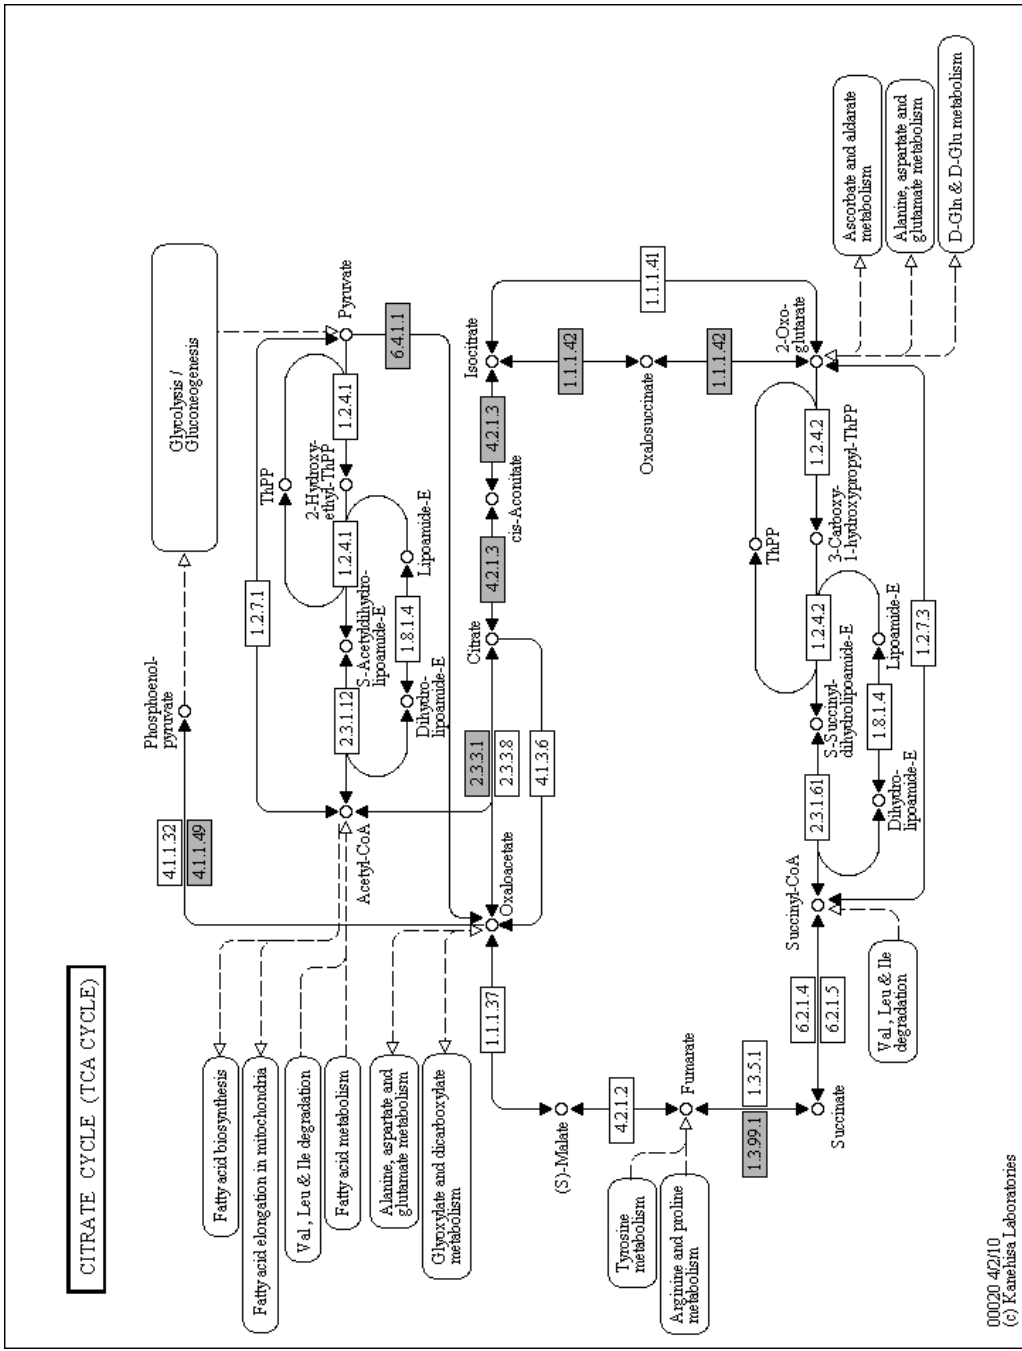 CITRATE CYCLE (TCA CYCLE)
Fatty acid biosynthesis
Fatty acid elongation in mitochondria
Val, Leu & Ile degradation
Fatty acid metabolism
Alanine, aspartate and
glutamate metabolism
Glyoxylate and dicarboxylate
metabolism
Tyrosine
metabolism
Arginine and proline
metabolism
Val, Leu & Ile
degradation
Glycolysis /
Gluconeogenesis
Phosphoenol-
pyruvate
4.1.1.32
4.1.1.49
1.2.7.1
Acetyl-CoA
2.3.1.12
S-Acetyldihydro-
lipoamide-E
1.2.4.1
2-Hydroxy-
ethyl-ThPP
1.2.4.1
Pyruvate
ThPP
Dihydro-
lipoamide-E
1.8.1.4
Lipoamide-E
6.4.1.1
Oxaloacetate
2.3.3.1
2.3.3.8
4.1.3.6
Citrate
4.2.1.3
cis-Aconitate
4.2.1.3
Isocitrate
1.1.1.37
(S)-Malate
4.2.1.2
Fumarate
1.3.99.1
1.3.5.1
Succinate
6.2.1.4
6.2.1.5
Succinyl-CoA
1.1.1.42
Oxalosuccinate
1.1.1.42
1.1.1.41
2-Oxo-
glutarate
ThPP
2.3.1.61
S-Succinyl-
dihydrolipoamide-E
1.2.4.2
3-Carboxy-
1-hydroxypropyl-ThPP
1.2.4.2
Dihydro-
lipoamide-E
1.8.1.4
Lipoamide-E
1.2.7.3
Ascorbate and aldarate
metabolism
Alanine, aspartate and
glutamate metabolism
D-Gln & D-Glu metabolism
00020 4/2/10
(c) Kanehisa Laboratories